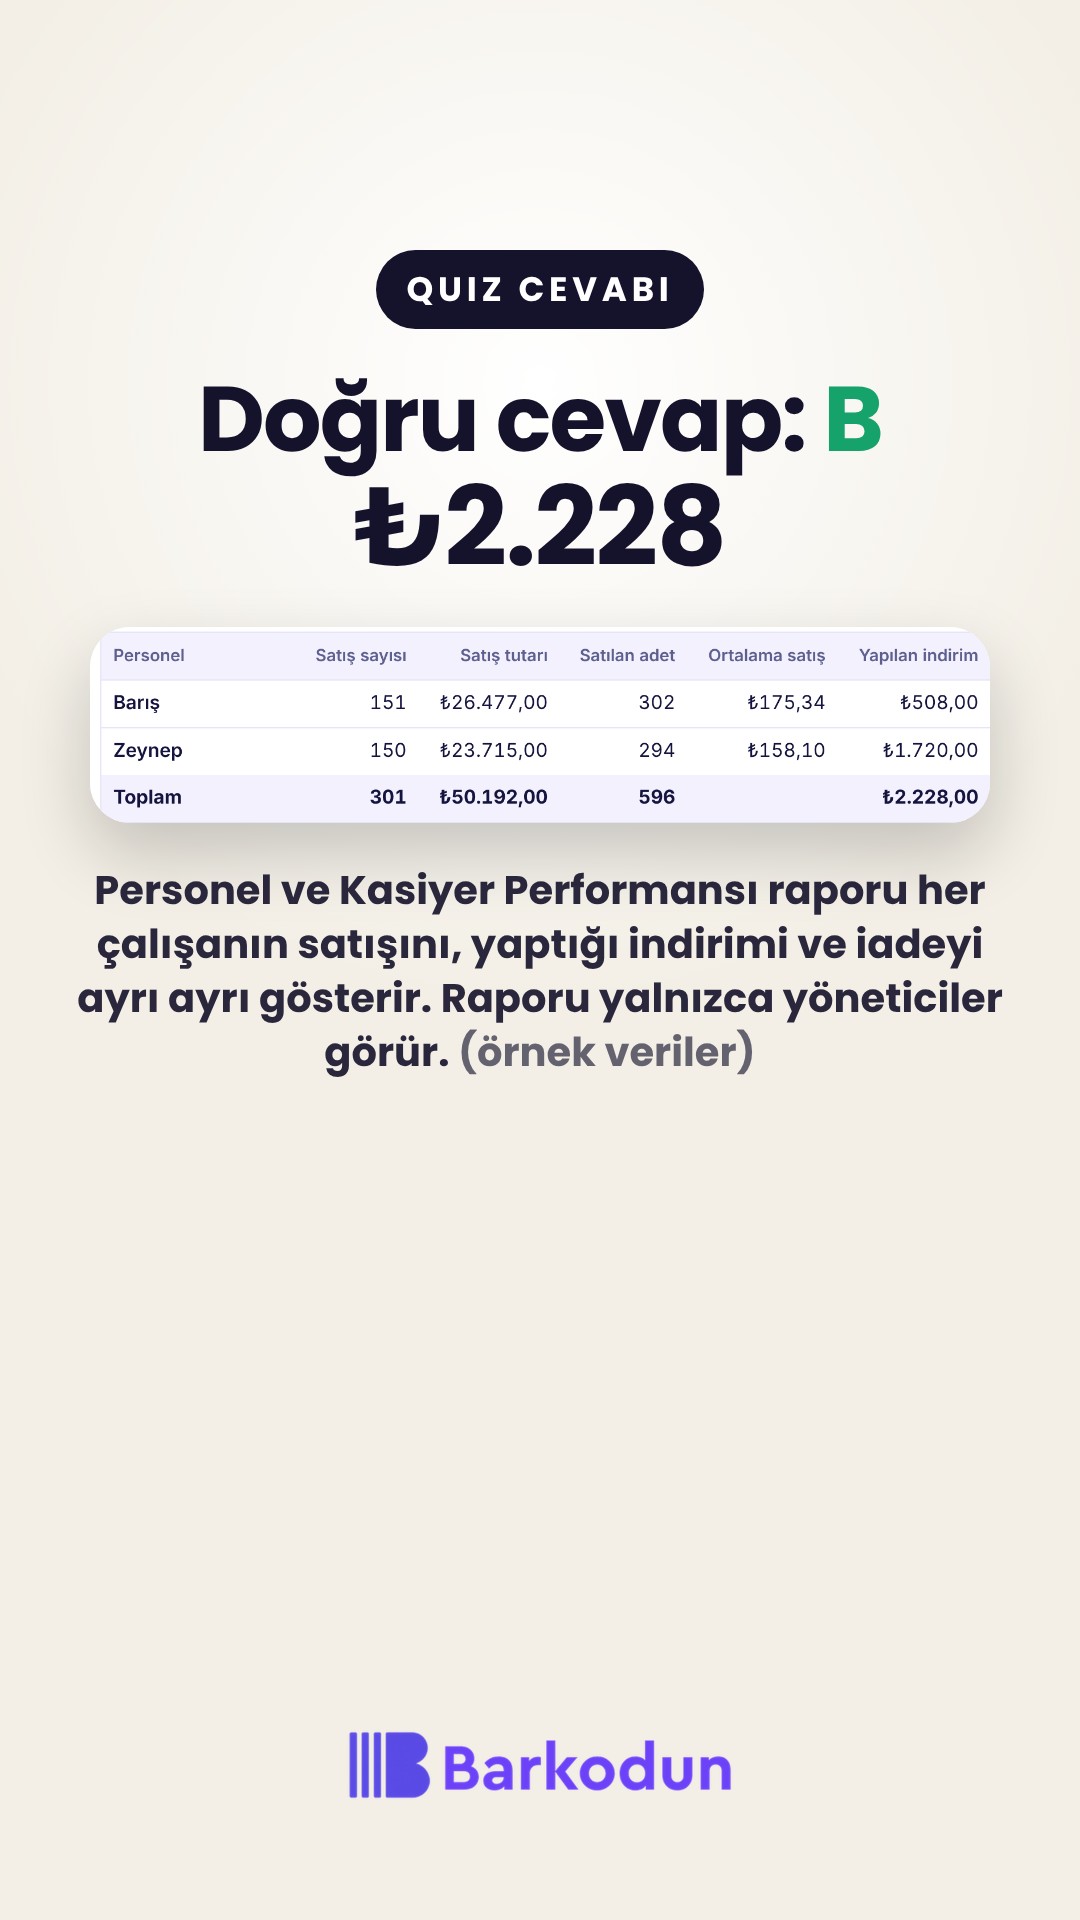 QUIZ CEVABI
Doğru cevap: B
₺2.228
Personel Satış sayısı Satış tutarı Satılan adet Ortalama satış Yapılan indirim
Barış 151 ₺26.477,00 302 ₺175,34 ₺508,00
Zeynep 150 ₺23.715,00 294 ₺158,10 ₺1.720,00
Toplam 301 ₺50.192,00 596 ₺2.228,00
Personel ve Kasiyer Performansı raporu her
çalışanın satışını, yaptığı indirimi ve iadeyi
ayrı ayrı gösterir. Raporu yalnızca yöneticiler
görür. (örnek veriler)
Barkodun